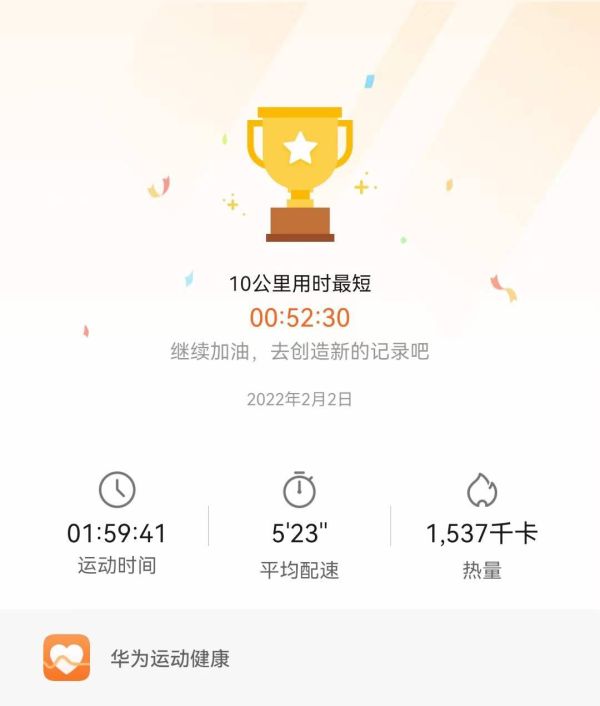 10公里用时最短
00:52:30
继续加油，去创造新的记录吧
2022年2月2日
01:59:41
5'23"
1,537千卡
运动时间
平均配速
热量
华为运动健康